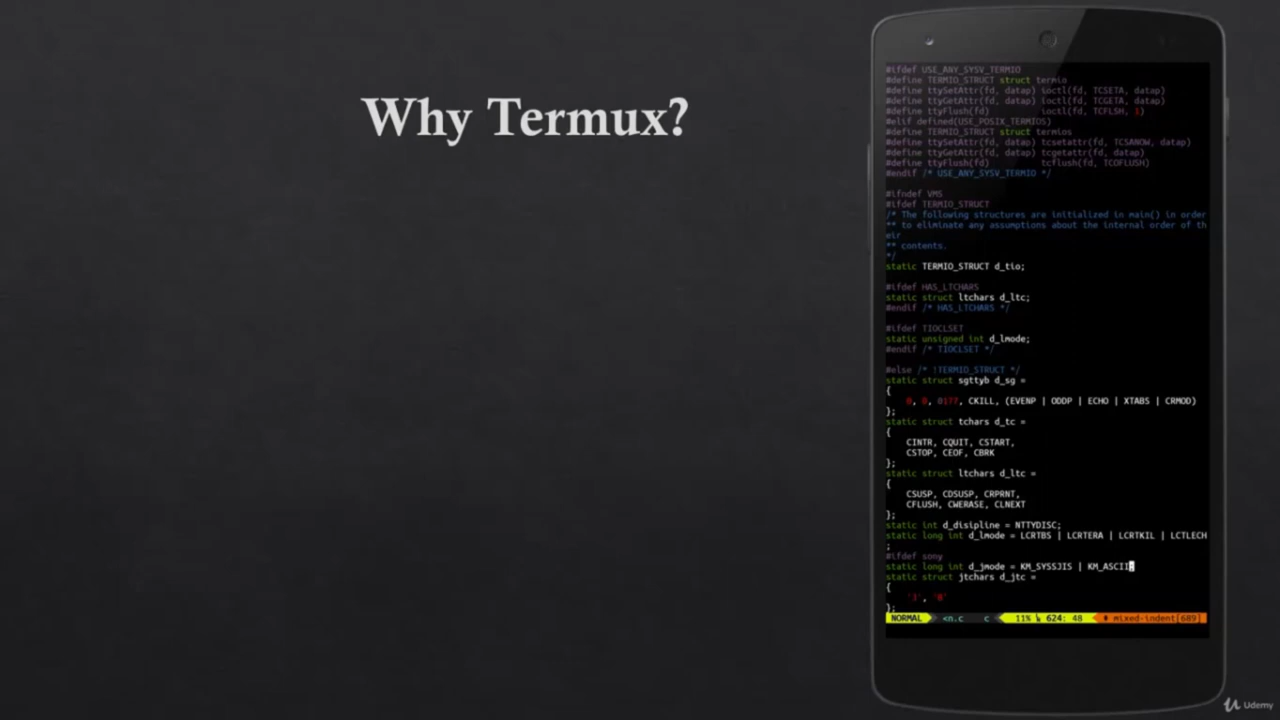 Why Termux?
#ifdef USE_ANY_SYSV_TERMIO
#define TERMIO_STRUCT struct termio
#define ttySetAttr(fd, datap) ioctl(fd, TCSETA, datap)
#define ttyGetAttr(fd, datap) ioctl(fd, TCGETA, datap)
#define ttyFlush(fd) ioctl(fd, TCFLSH, 1)
#elif defined(USE_POSIX_TERMIOS)
#define TERMIO_STRUCT struct termios
#define ttySetAttr(fd, datap) tcsetattr(fd, TCSANOW, datap)
#define ttyGetAttr(fd, datap) tcgetattr(fd, datap)
#define ttyFlush(fd) tcflush(fd, TCOFLUSH)
#endif /* USE_ANY_SYSV_TERMIO */
#ifndef VMS
#ifdef TERMIO_STRUCT
/* The following structures are initialized in main() in order
** to eliminate any assumptions about the internal order of th
eir
** contents.
*/
static TERMIO_STRUCT d_tio;
#ifdef HAS_LTCHARS
static struct ltchars d_ltc;
#endif /* HAS_LTCHARS */
#ifdef TIOCLSET
static unsigned int d_lmode;
#endif /* TIOCLSET */
#else /* !TERMIO_STRUCT */
static struct sgttyb d_sg =
{
0, 0, 0177, CKILL, (EVENP | ODDP | ECHO | XTABS | CRMOD)
};
static struct tchars d_tc =
{
CINTR, CQUIT, CSTART,
CSTOP, CEOF, CBRK
};
static struct ltchars d_ltc =
{
CSUSP, CDSUSP, CRPRNT,
CFLUSH, CWERASE, CLNEXT
};
static int d_disipline = NTTYDISC;
static long int d_lmode = LCRTBS | LCRTERA | LCRTKIL | LCTLECH
;
#ifdef sony
static long int d_jmode = KM_SYSSJIS | KM_ASCII;
static struct jtchars d_jtc =
{
'J', 'B'
};
NORMAL <n.c c 11% 624: 48 mixed-indent[689]
Udemy